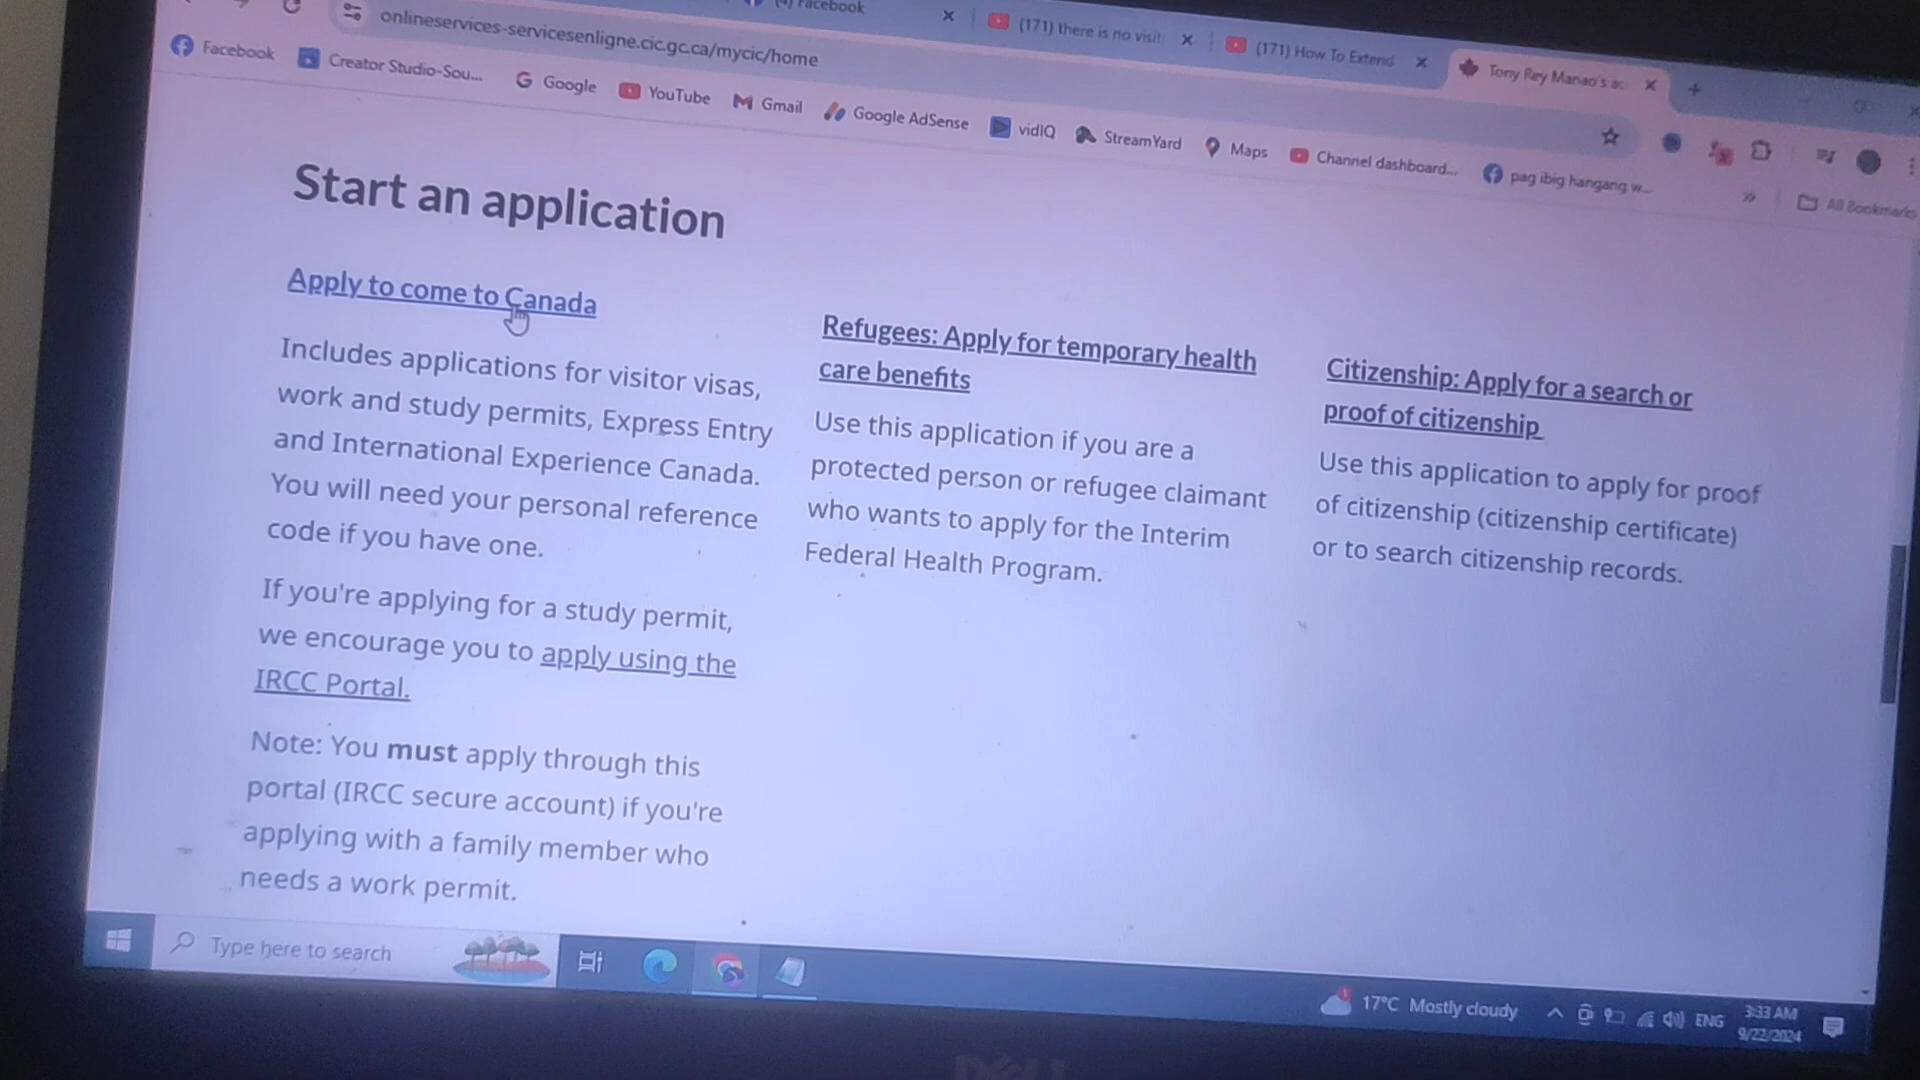 Facebook
(171) there is no visit
(171) How To Extend
Tony Rey Manao's ac
onlineservices-servicesenligne.cic.gc.ca/mycic/home
Facebook
Creator Studio-Sou...
Google
YouTube
Gmail
Google AdSense
vidIQ
StreamYard
Maps
Channel dashboard...
pag ibig hangang w...
All Bookmarks
Start an application
Apply to come to Canada
Includes applications for visitor visas,
work and study permits, Express Entry
and International Experience Canada.
You will need your personal reference
code if you have one.
If you're applying for a study permit,
we encourage you to apply using the
IRCC Portal.
Note: You must apply through this
portal (IRCC secure account) if you're
applying with a family member who
needs a work permit.
Refugees: Apply for temporary health
care benefits
Use this application if you are a
protected person or refugee claimant
who wants to apply for the Interim
Federal Health Program.
Citizenship: Apply for a search or
proof of citizenship
Use this application to apply for proof
of citizenship (citizenship certificate)
or to search citizenship records.
Type here to search
17°C Mostly cloudy
ENG
3:33 AM
9/22/2024
DELL